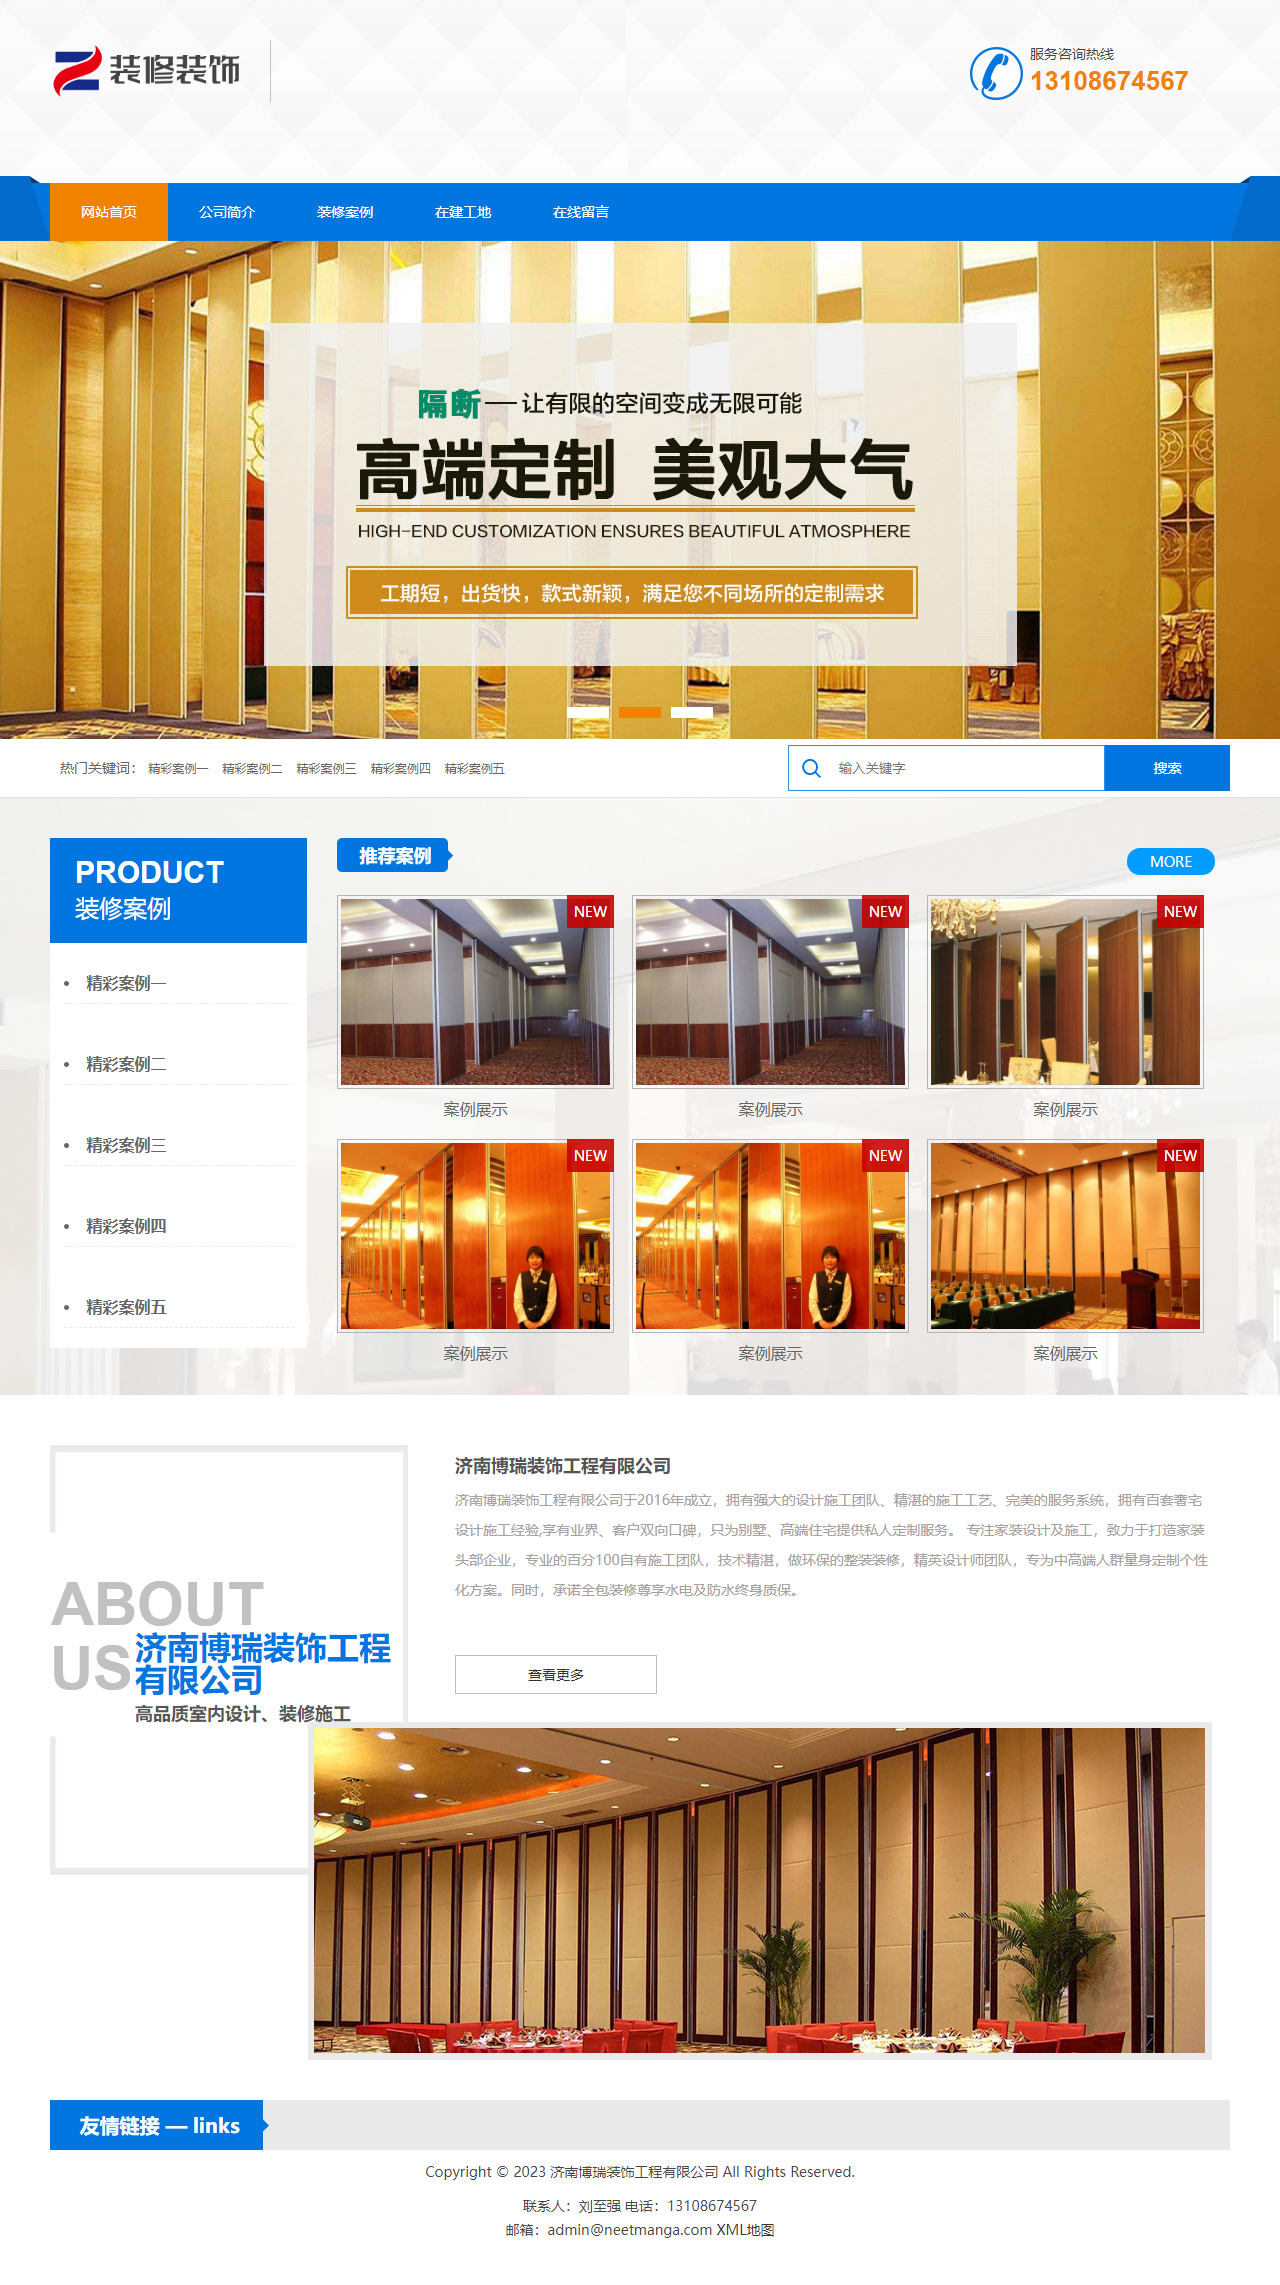 装修装饰
服务咨询热线
13108674567
网站首页
公司简介
装修案例
在建工地
在线留言
隔断——让有限的空间变成无限可能
高端定制 美观大气
HIGH-END CUSTOMIZATION ENSURES BEAUTIFUL ATMOSPHERE
工期短，出货快，款式新颖，满足您不同场所的定制需求
热门关键词： 精彩案例一 精彩案例二 精彩案例三 精彩案例四 精彩案例五
输入关键字
搜索
PRODUCT
装修案例
精彩案例一
精彩案例二
精彩案例三
精彩案例四
精彩案例五
推荐案例
MORE
NEW
NEW
NEW
案例展示
案例展示
案例展示
NEW
NEW
NEW
案例展示
案例展示
案例展示
ABOUT
US
济南博瑞装饰工程
有限公司
高品质室内设计、装修施工
济南博瑞装饰工程有限公司
济南博瑞装饰工程有限公司于2016年成立，拥有强大的设计施工团队、精湛的施工工艺、完美的服务系统，拥有百套奢宅
设计施工经验,享有业界、客户双向口碑，只为别墅、高端住宅提供私人定制服务。 专注家装设计及施工，致力于打造家装
头部企业，专业的百分100自有施工团队，技术精湛，做环保的整装装修，精英设计师团队，专为中高端人群量身定制个性
化方案。同时，承诺全包装修尊享水电及防水终身质保。
查看更多
友情链接 — links
Copyright © 2023 济南博瑞装饰工程有限公司 All Rights Reserved.
联系人：刘至强 电话：13108674567
邮箱：admin@neetmanga.com XML地图